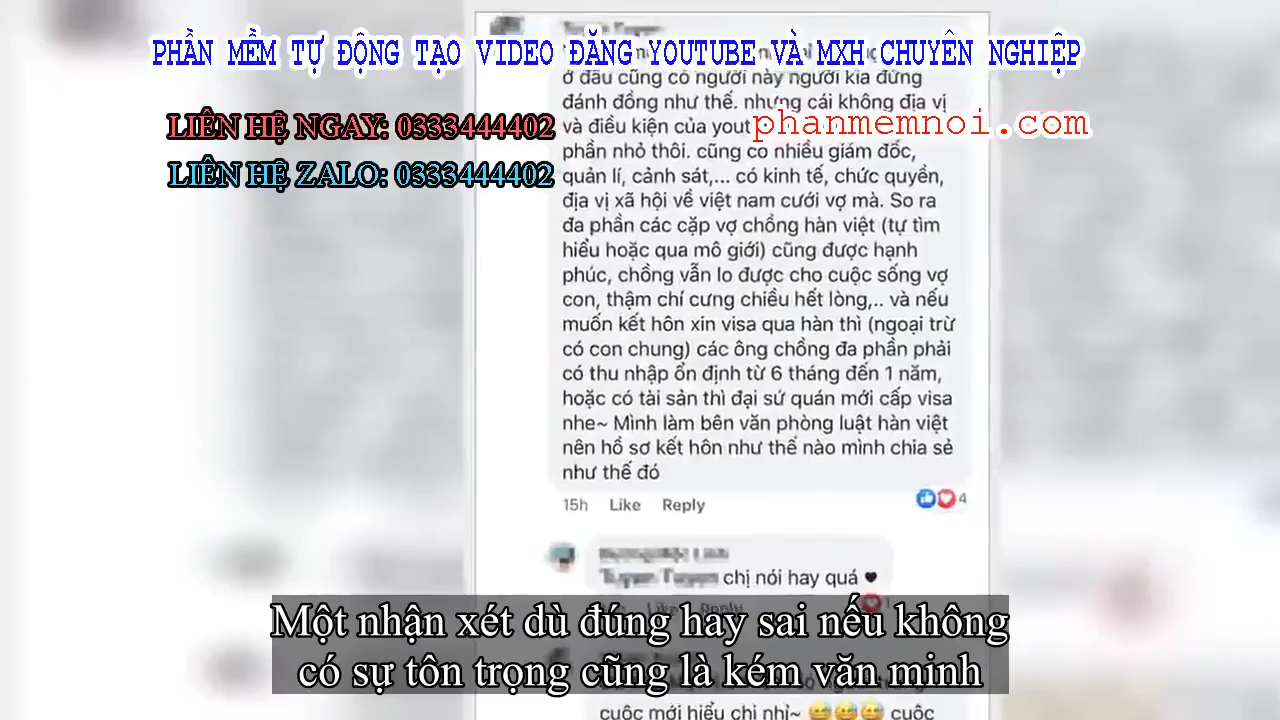 PHẦN MỀM TỰ ĐỘNG TẠO VIDEO ĐĂNG YOUTUBE VÀ MXH CHUYÊN NGHIỆP
ở đâu cũng có người này người kia đừng
đánh đồng như thế. nhưng cái không địa vị
LIÊN HỆ NGAY: 0333444402
và điều kiện của yout
phanmemnoi.com
phần nhỏ thôi. cũng co nhiều giám đốc,
LIÊN HỆ ZALO: 0333444402
quản lí, cảnh sát,... có kinh tế, chức quyền,
địa vị xã hội về việt nam cưới vợ mà. So ra
đa phần các cặp vợ chồng hàn việt (tự tìm
hiểu hoặc qua mô giới) cũng được hạnh
phúc, chồng vẫn lo được cho cuộc sống vợ
con, thậm chí cưng chiều hết lòng,.. và nếu
muốn kết hôn xin visa qua hàn thì (ngoại trừ
có con chung) các ông chồng đa phần phải
có thu nhập ổn định từ 6 tháng đến 1 năm,
hoặc có tài sản thì đại sứ quán mới cấp visa
nhe~ Mình làm bên văn phòng luật hàn việt
nên hồ sơ kết hôn như thế nào mình chia sẻ
như thế đó
15h Like Reply 4
chị nói hay quá
Like Reply 1
Một nhận xét dù đúng hay sai nếu không
có sự tôn trọng cũng là kém văn minh
cuộc mới hiểu chị nhỉ~ cuộc